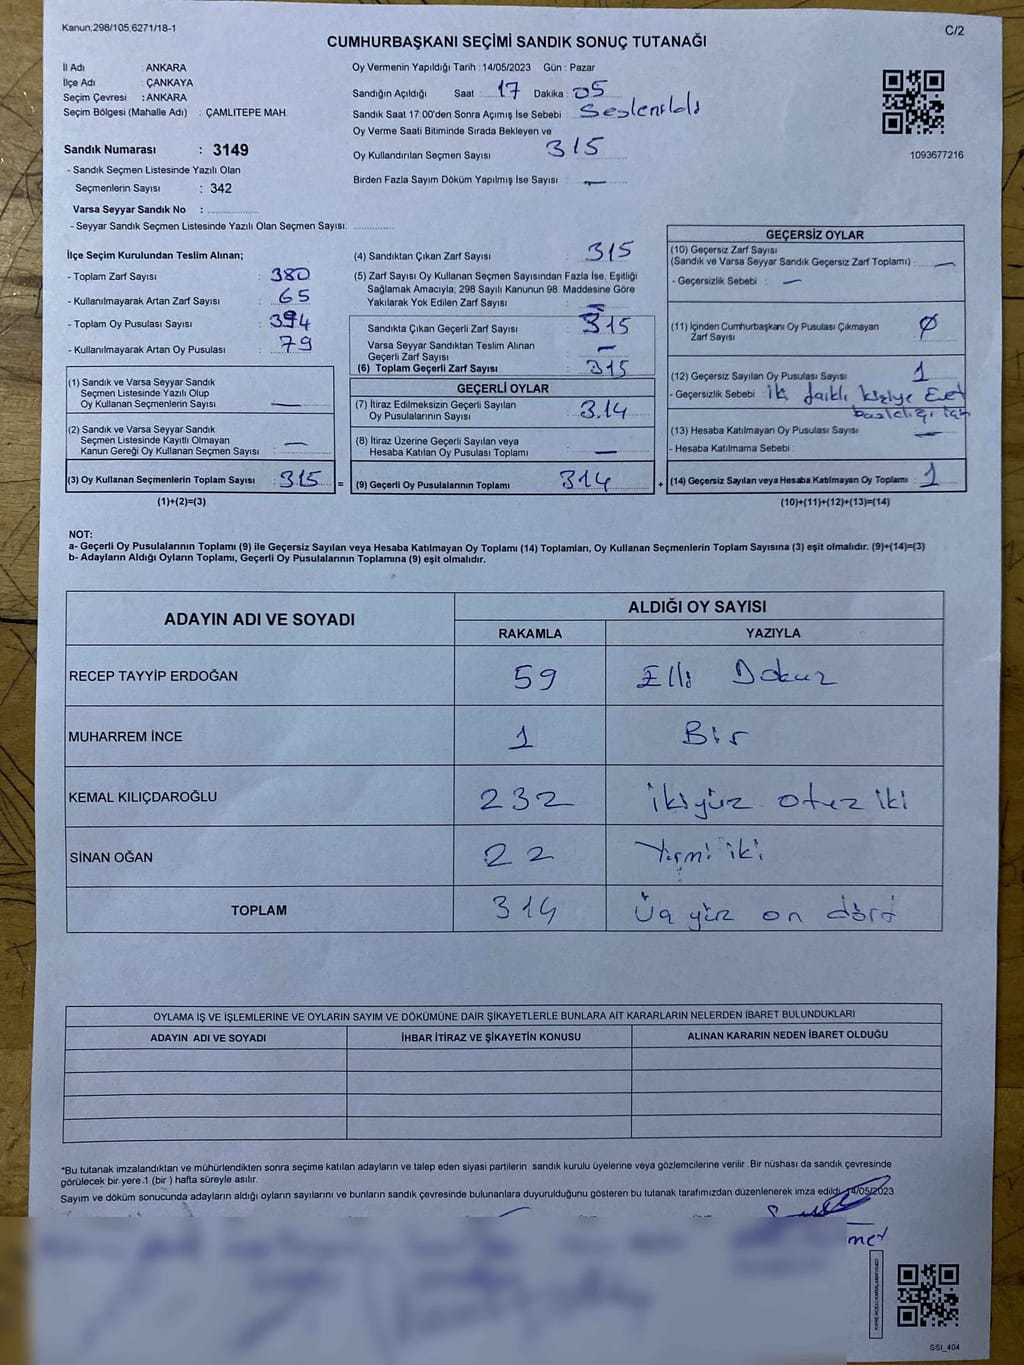 Kanun.298/105,6271/18-1
C/2
CUMHURBAŞKANI SEÇİMİ SANDIK SONUÇ TUTANAĞI
İl Adı : ANKARA
İlçe Adı : ÇANKAYA
Seçim Çevresi : ANKARA
Seçim Bölgesi (Mahalle Adı) : ÇAMLITEPE MAH.
Oy Vermenin Yapıldığı Tarih : 14/05/2023 Gün : Pazar
Sandığın Açıldığı Saat : 17 Dakika : 05
Sandık Saat 17:00'den Sonra Açımış İse Sebebi : Seslenildi
Oy Verme Saati Bitiminde Sırada Bekleyen ve
Oy Kullandırılan Seçmen Sayısı : 315
Birden Fazla Sayım Döküm Yapılmış İse Sayısı : —
1093677216
Sandık Numarası : 3149
- Sandık Seçmen Listesinde Yazılı Olan
Seçmenlerin Sayısı : 342
Varsa Seyyar Sandık No :
- Seyyar Sandık Seçmen Listesinde Yazılı Olan Seçmen Sayısı:
İlçe Seçim Kurulundan Teslim Alınan;
- Toplam Zarf Sayısı : 380
- Kullanılmayarak Artan Zarf Sayısı : 65
- Toplam Oy Pusulası Sayısı : 394
- Kullanılmayarak Artan Oy Pusulası : 79
(1) Sandık ve Varsa Seyyar Sandık
Seçmen Listesinde Yazılı Olup
Oy Kullanan Seçmenlerin Sayısı : —
(2) Sandık ve Varsa Seyyar Sandık
Seçmen Listesinde Kayıtlı Olmayan
Kanun Gereği Oy Kullanan Seçmen Sayısı : —
(3) Oy Kullanan Seçmenlerin Toplam Sayısı : 315 =
(1)+(2)=(3)
(4) Sandıktan Çıkan Zarf Sayısı : 315
(5) Zarf Sayısı Oy Kullanan Seçmen Sayısından Fazla İse, Eşitliği
Sağlamak Amacıyla, 298 Sayılı Kanunun 98. Maddesine Göre
Yakılarak Yok Edilen Zarf Sayısı : —
Sandıkta Çıkan Geçerli Zarf Sayısı : 315
Varsa Seyyar Sandıktan Teslim Alınan
Geçerli Zarf Sayısı : —
(6) Toplam Geçerli Zarf Sayısı : 315
GEÇERLİ OYLAR
(7) İtiraz Edilmeksizin Geçerli Sayılan
Oy Pusulalarının Sayısı : 314
(8) İtiraz Üzerine Geçerli Sayılan veya
Hesaba Katılan Oy Pusulası Toplamı : —
(9) Geçerli Oy Pusulalarının Toplamı : 314 +
GEÇERSİZ OYLAR
(10) Geçersiz Zarf Sayısı
(Sandık ve Varsa Seyyar Sandık Geçersiz Zarf Toplamı) : —
- Geçersizlik Sebebi : —
(11) İçinden Cumhurbaşkanı Oy Pusulası Çıkmayan
Zarf Sayısı : Ø
(12) Geçersiz Sayılan Oy Pusulası Sayısı : 1
- Geçersizlik Sebebi : iki farklı kişiye Evet
basıldığı için
(13) Hesaba Katılmayan Oy Pusulası Sayısı : —
- Hesaba Katılmama Sebebi :
(14) Geçersiz Sayılan veya Hesaba Katılmayan Oy Toplamı : 1
(10)+(11)+(12)+(13)=(14)
NOT:
a- Geçerli Oy Pusulalarının Toplamı (9) ile Geçersiz Sayılan veya Hesaba Katılmayan Oy Toplamı (14) Toplamları, Oy Kullanan Seçmenlerin Toplam Sayısına (3) eşit olmalıdır. (9)+(14)=(3)
b- Adayların Aldığı Oyların Toplamı, Geçerli Oy Pusulalarının Toplamına (9) eşit olmalıdır.
ADAYIN ADI VE SOYADI ALDIĞI OY SAYISI
RAKAMLA YAZIYLA
RECEP TAYYİP ERDOĞAN 59 Elli Dokuz
MUHARREM İNCE 1 Bir
KEMAL KILIÇDAROĞLU 232 ikiyüz otuz iki
SİNAN OĞAN 22 Yirmi iki
TOPLAM 314 Üç yüz on dört
OYLAMA İŞ VE İŞLEMLERİNE VE OYLARIN SAYIM VE DÖKÜMÜNE DAİR ŞİKAYETLERLE BUNLARA AİT KARARLARIN NELERDEN İBARET BULUNDUKLARI
ADAYIN ADI VE SOYADI İHBAR İTİRAZ VE ŞİKAYETİN KONUSU ALINAN KARARIN NEDEN İBARET OLDUĞU
*Bu tutanak imzalandıktan ve mühürlendikten sonra seçime katılan adayların ve talep eden siyasi partilerin sandık kurulu üyelerine veya gözlemcilerine verilir. Bir nüshası da sandık çevresinde
görülecek bir yere 1 (bir) hafta süreyle asılır.
Sayım ve döküm sonucunda adayların aldığı oyların sayılarını ve bunların sandık çevresinde bulunanlara duyurulduğunu gösteren bu tutanak tarafımızdan düzenlenerek imza edildi. 14/05/2023
met
SSI_404